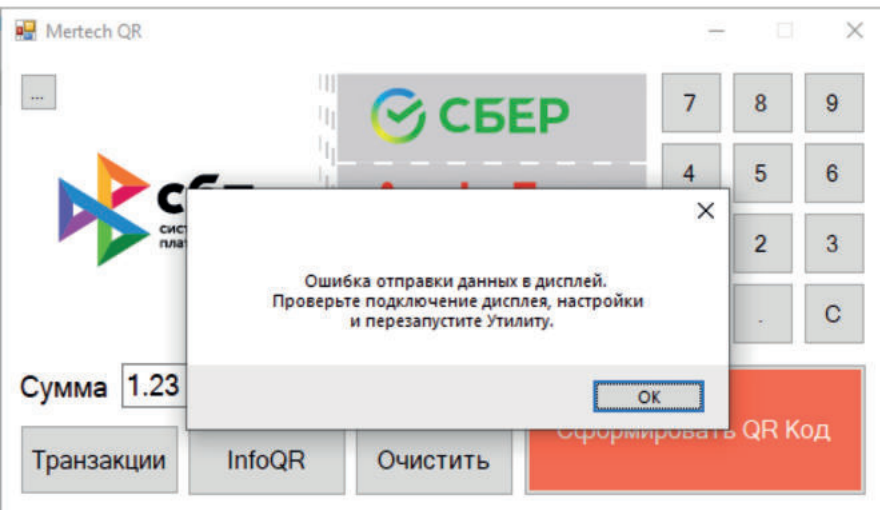 Mertech QR
...
СБЕР
7
8
9
4
5
6
2
3
.
C
Ошибка отправки данных в дисплей.
Проверьте подключение дисплея, настройки
и перезапустите Утилиту.
OK
Сумма 1.23
Сформировать QR Код
Транзакции
InfoQR
Очистить